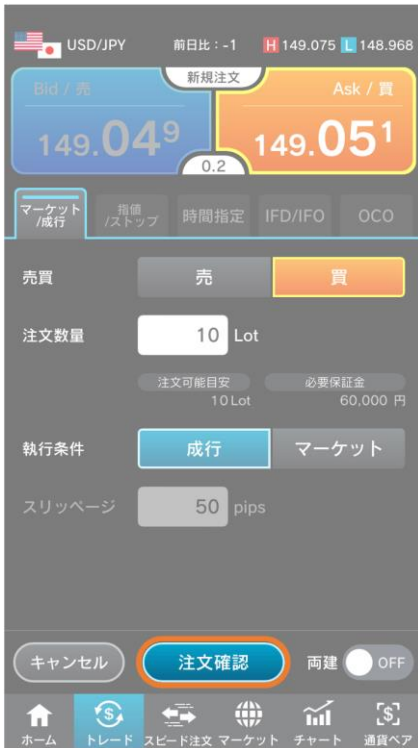 USD/JPY 前日比：-1 H 149.075 L 148.968
新規注文
Bid / 売 Ask / 買
149.049 149.051
0.2
マーケット/成行 指値/ストップ 時間指定 IFD/IFO OCO
売買 売 買
注文数量 10 Lot
注文可能目安 必要保証金
10 Lot 60,000 円
執行条件 成行 マーケット
スリッページ 50 pips
キャンセル 注文確認 両建 OFF
ホーム トレード スピード注文 マーケット チャート 通貨ペア